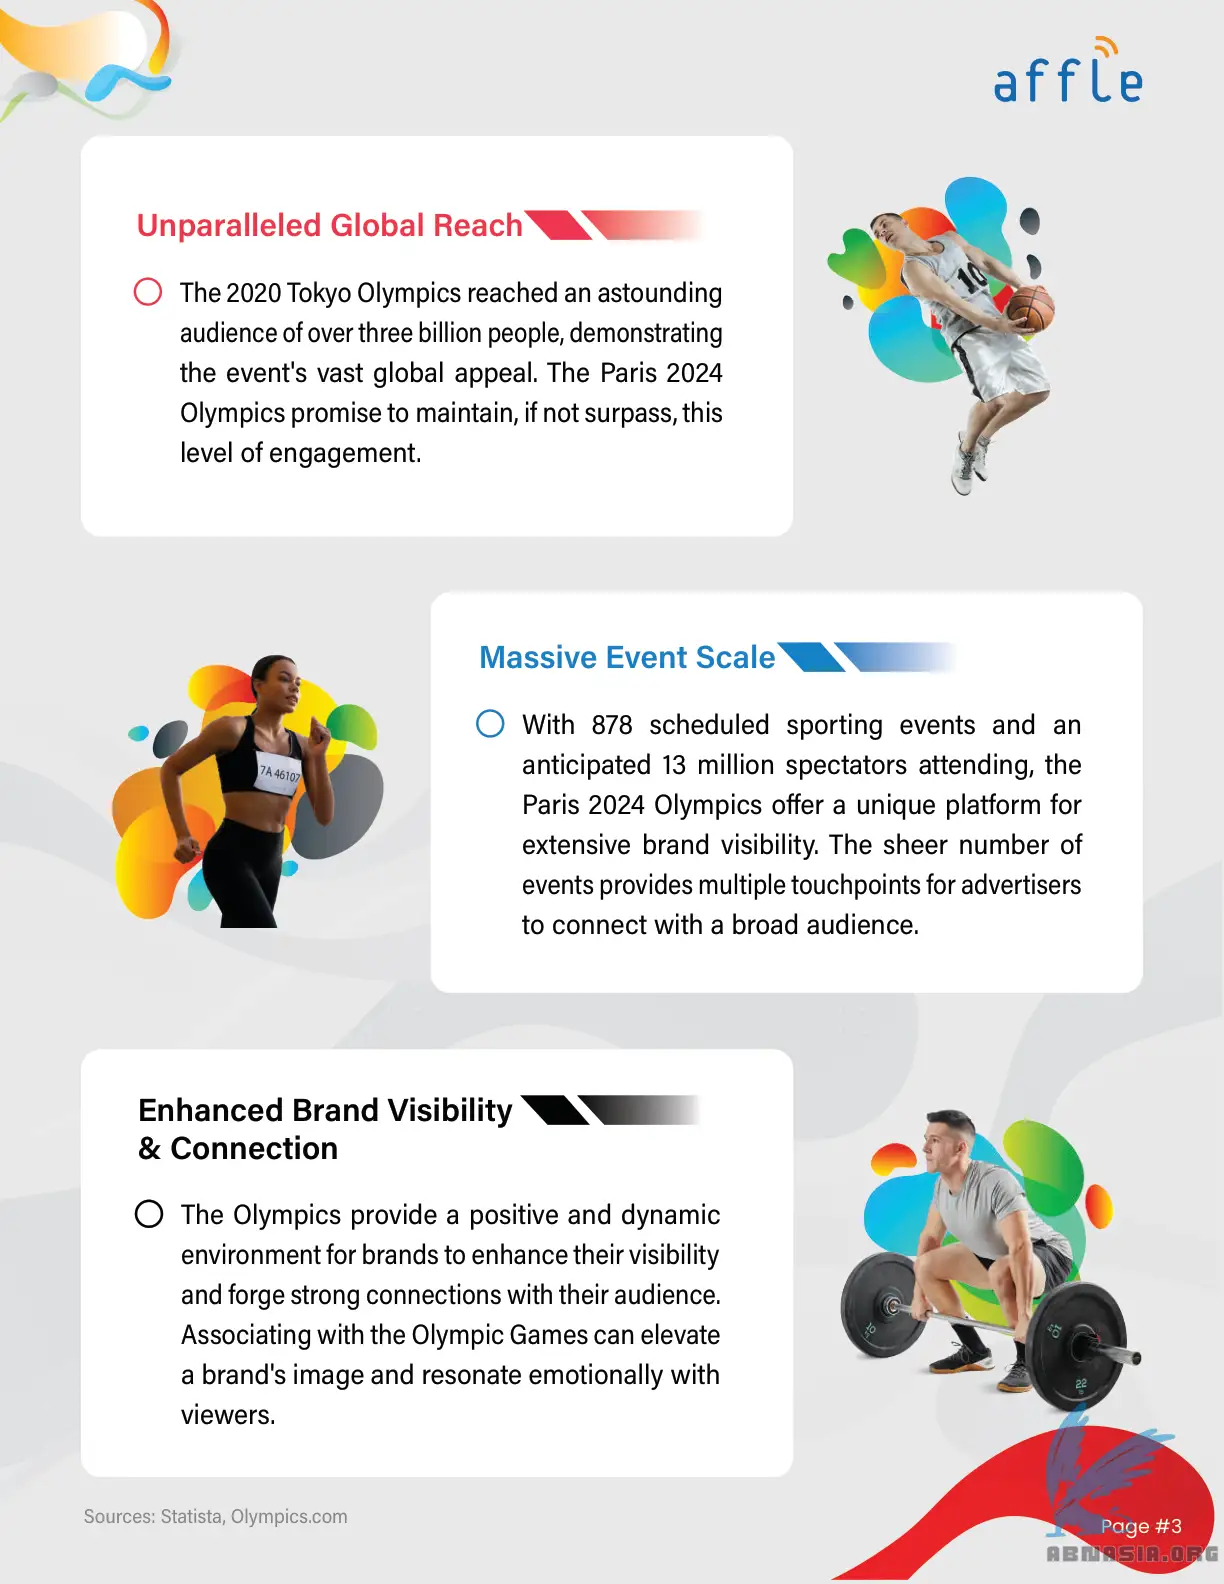 affle
Unparalleled Global Reach
The 2020 Tokyo Olympics reached an astounding
audience of over three billion people, demonstrating
the event's vast global appeal. The Paris 2024
Olympics promise to maintain, if not surpass, this
level of engagement.
10
Massive Event Scale
With 878 scheduled sporting events and an
anticipated 13 million spectators attending, the
Paris 2024 Olympics offer a unique platform for
extensive brand visibility. The sheer number of
events provides multiple touchpoints for advertisers
to connect with a broad audience.
7A 46107
Enhanced Brand Visibility
& Connection
The Olympics provide a positive and dynamic
environment for brands to enhance their visibility
and forge strong connections with their audience.
Associating with the Olympic Games can elevate
a brand's image and resonate emotionally with
viewers.
10
22
Sources: Statista, Olympics.com
Page #3
ABNASIA.ORG